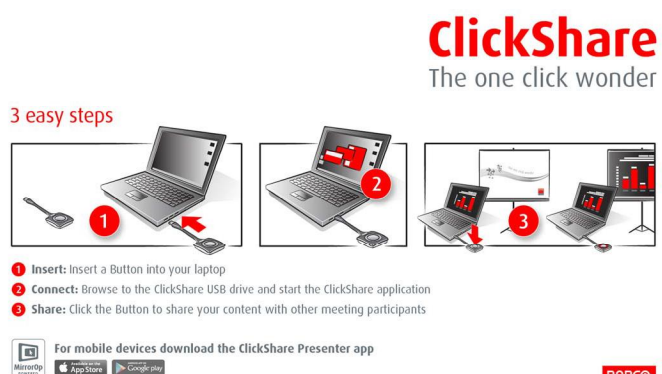 ClickShare
The one click wonder
3 easy steps
1
2
3
1 Insert: Insert a Button into your laptop
2 Connect: Browse to the ClickShare USB drive and start the ClickShare application
3 Share: Click the Button to share your content with other meeting participants
For mobile devices download the ClickShare Presenter app
MirrorOp
App Store
Google play
BARCO